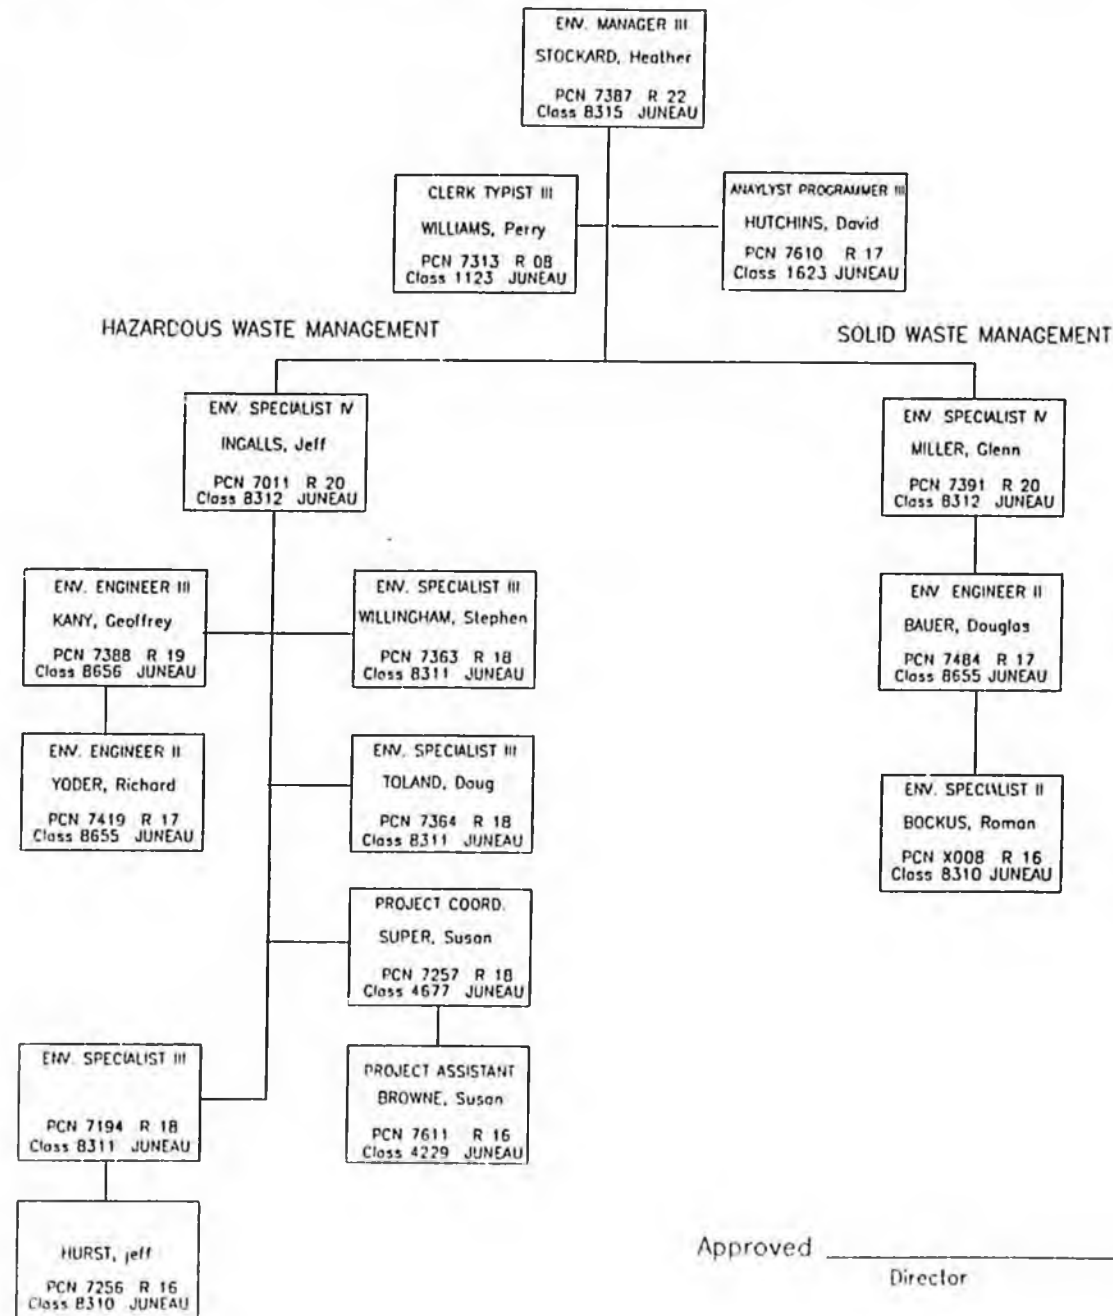 ENV. MANAGER III
STOCKARD, Heather
PCN 7387 R 22
Class 8315 JUNEAU
CLERK TYPIST III
WILLIAMS, Perry
PCN 7313 R 08
Class 1123 JUNEAU
ANAYLYST PROGRAMMER III
HUTCHINS, David
PCN 7610 R 17
Class 1623 JUNEAU
HAZARDOUS WASTE MANAGEMENT
SOLID WASTE MANAGEMENT
ENV. SPECIALIST IV
INGALLS, Jeff
PCN 7011 R 20
Class 8312 JUNEAU
ENV. SPECIALIST IV
MILLER, Glenn
PCN 7391 R 20
Class 8312 JUNEAU
ENV. ENGINEER III
KANY, Geoffrey
PCN 7388 R 19
Class 8656 JUNEAU
ENV. SPECIALIST III
WILLINGHAM, Stephen
PCN 7363 R 18
Class 8311 JUNEAU
ENV ENGINEER II
BAUER, Douglas
PCN 7484 R 17
Class 8655 JUNEAU
ENV. ENGINEER II
YODER, Richard
PCN 7419 R 17
Class 8655 JUNEAU
ENV. SPECIALIST III
TOLAND, Doug
PCN 7364 R 18
Class 8311 JUNEAU
ENV. SPECIALIST II
BOCKUS, Roman
PCN X008 R 16
Class 8310 JUNEAU
PROJECT COORD.
SUPER, Susan
PCN 7257 R 18
Class 4677 JUNEAU
ENV. SPECIALIST III
PCN 7194 R 18
Class 8311 JUNEAU
PROJECT ASSISTANT
BROWNE, Susan
PCN 7611 R 16
Class 4229 JUNEAU
HURST, jeff
PCN 7256 R 16
Class 8310 JUNEAU
Approved
Director